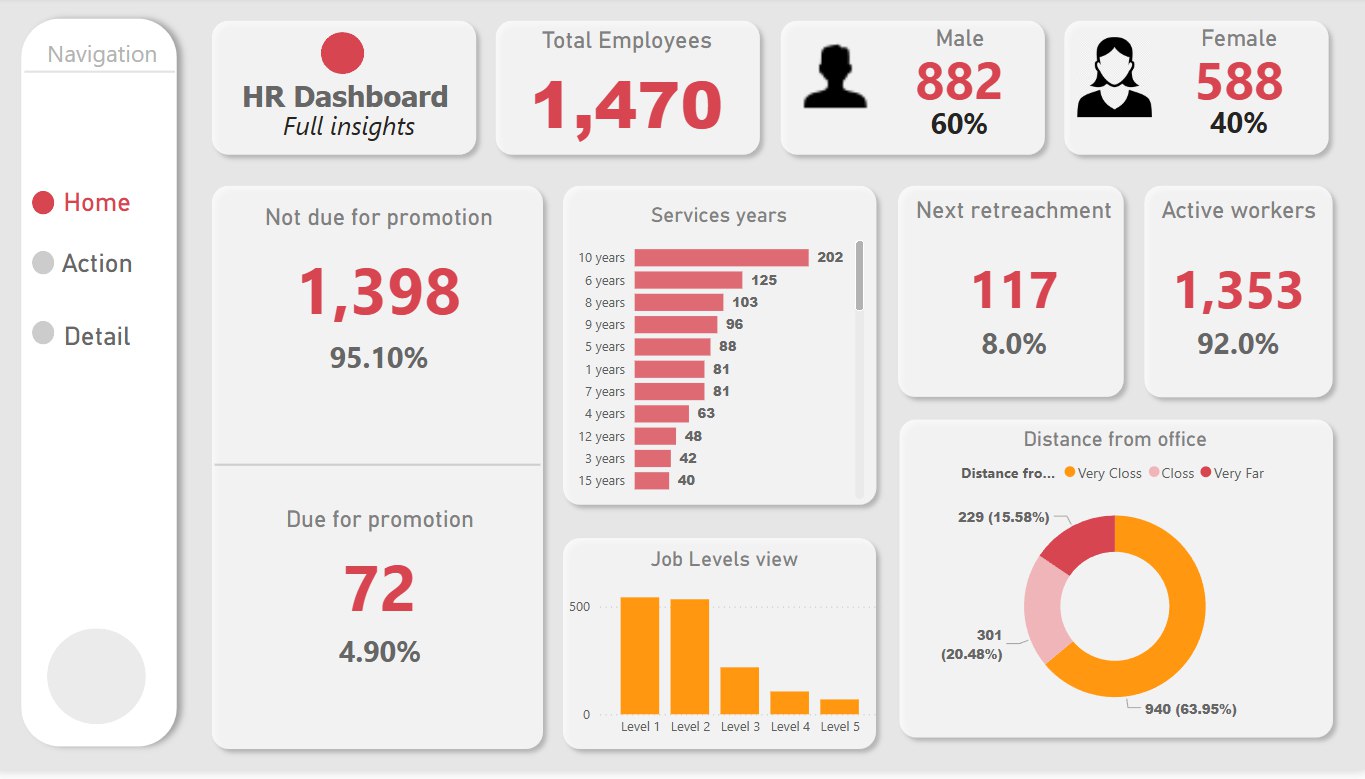 Navigation
Home
Action
Detail
HR Dashboard
Full insights
Total Employees
1,470
Male
882
60%
Female
588
40%
Not due for promotion
1,398
95.10%
Due for promotion
72
4.90%
Services years
10 years 202
6 years 125
8 years 103
9 years 96
5 years 88
1 years 81
7 years 81
4 years 63
12 years 48
3 years 42
15 years 40
Job Levels view
500
0
Level 1 Level 2 Level 3 Level 4 Level 5
Next retreachment
117
8.0%
Active workers
1,353
92.0%
Distance from office
Distance fro... Very Closs Closs Very Far
229 (15.58%)
301
(20.48%)
940 (63.95%)